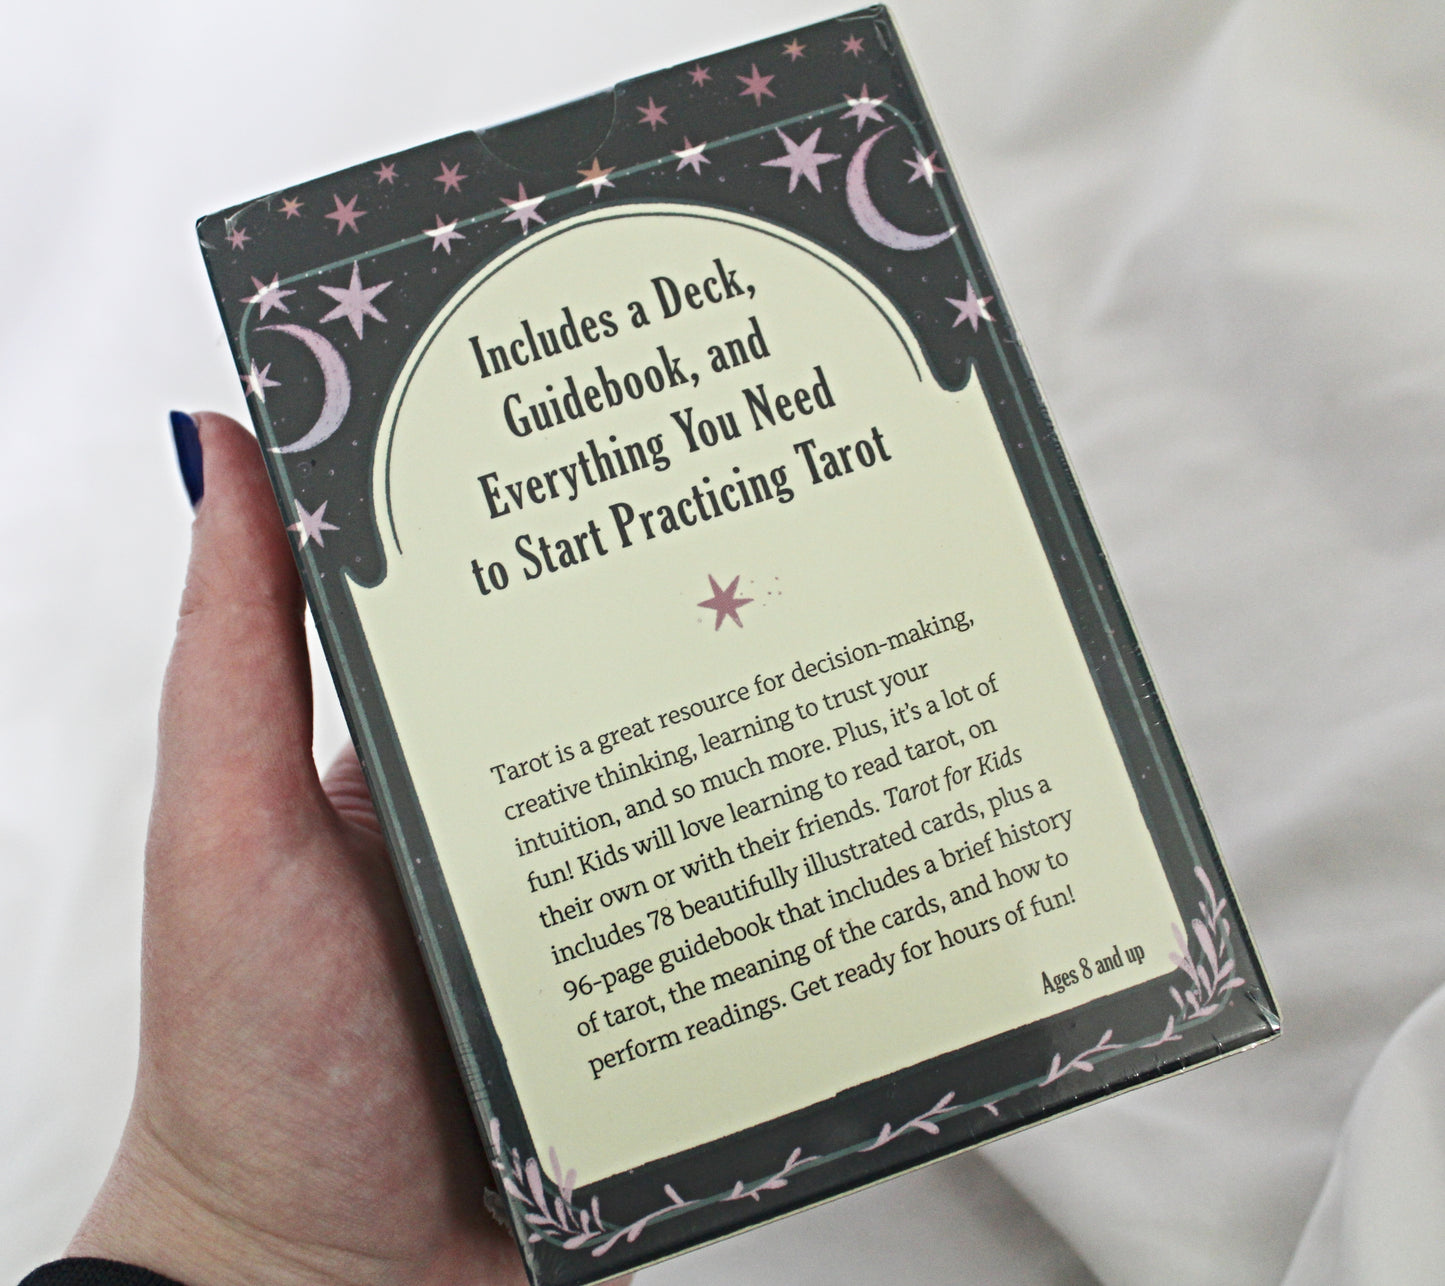 Includes a Deck,
Guidebook, and
Everything You Need
to Start Practicing Tarot
Tarot is a great resource for decision-making,
creative thinking, learning to trust your
intuition, and so much more. Plus, it's a lot of
fun! Kids will love learning to read tarot, on
their own or with their friends. Tarot for Kids
includes 78 beautifully illustrated cards, plus a
96-page guidebook that includes a brief history
of tarot, the meaning of the cards, and how to
perform readings. Get ready for hours of fun!
Ages 8 and up